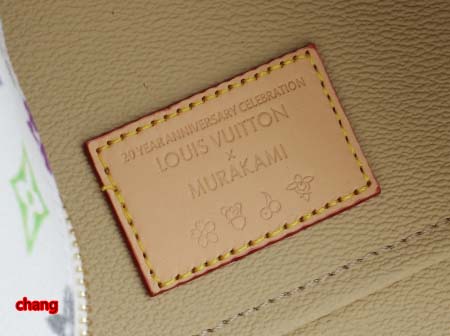 20 YEAR ANNIVERSARY CELEBRATION
LOUIS VUITTON
x
MURAKAMI
chang